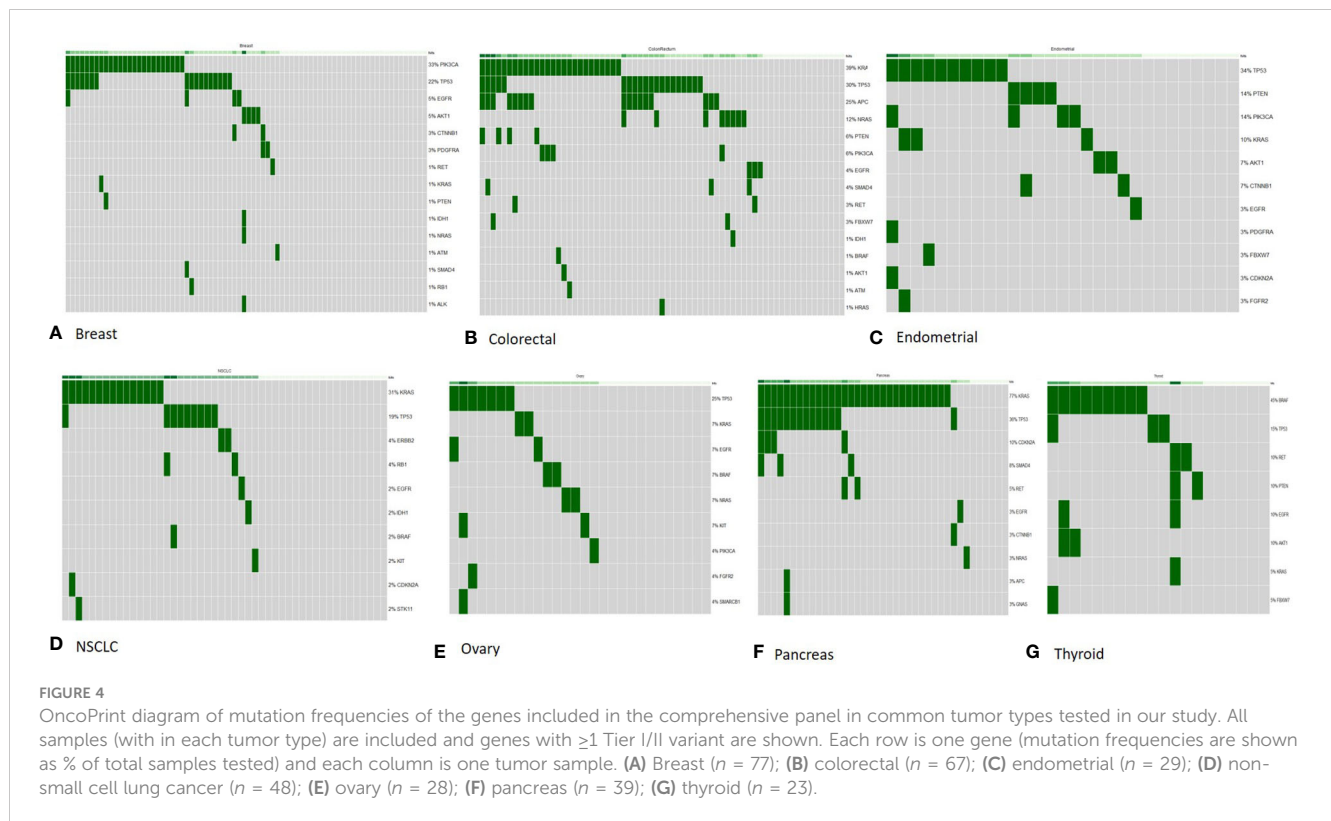 Breast
33% PIK3CA
22% TP53
5% EGFR
5% AKT1
3% CTNNB1
3% PDGFRA
1% RET
1% KRAS
1% PTEN
1% IDH1
1% NRAS
1% ATM
1% SMAD4
1% RB1
1% ALK
A Breast
ColonRectum
39% KRA
30% TP53
25% APC
12% NRAS
6% PTEN
6% PIK3CA
4% EGFR
4% SMAD4
3% RET
3% FBXW7
1% IDH1
1% BRAF
1% AKT1
1% ATM
1% HRAS
B Colorectal
Endometrial
34% TP53
14% PTEN
14% PIK3CA
10% KRAS
7% AKT1
7% CTNNB1
3% EGFR
3% PDGFRA
3% FBXW7
3% CDKN2A
3% FGFR2
C Endometrial
NSCLC
31% KRAS
19% TP53
4% ERBB2
4% RB1
2% EGFR
2% IDH1
2% BRAF
2% KIT
2% CDKN2A
2% STK11
D NSCLC
25% TP53
7% KRAS
7% EGFR
7% BRAF
7% NRAS
7% KIT
4% PIK3CA
4% FGFR2
4% SMARCB1
E Ovary
Pancreas
77% KRAS
36% TP53
10% CDKN2A
8% SMAD4
5% RET
3% EGFR
3% CTNNB1
3% NRAS
3% APC
3% GNAS
F Pancreas
45% BRAF
15% TP53
10% RET
10% PTEN
10% EGFR
10% AKT1
5% KRAS
5% FBXW7
G Thyroid
FIGURE 4
OncoPrint diagram of mutation frequencies of the genes included in the comprehensive panel in common tumor types tested in our study. All
samples (with in each tumor type) are included and genes with ≥1 Tier I/II variant are shown. Each row is one gene (mutation frequencies are shown
as % of total samples tested) and each column is one tumor sample. (A) Breast (n = 77); (B) colorectal (n = 67); (C) endometrial (n = 29); (D) non-
small cell lung cancer (n = 48); (E) ovary (n = 28); (F) pancreas (n = 39); (G) thyroid (n = 23).